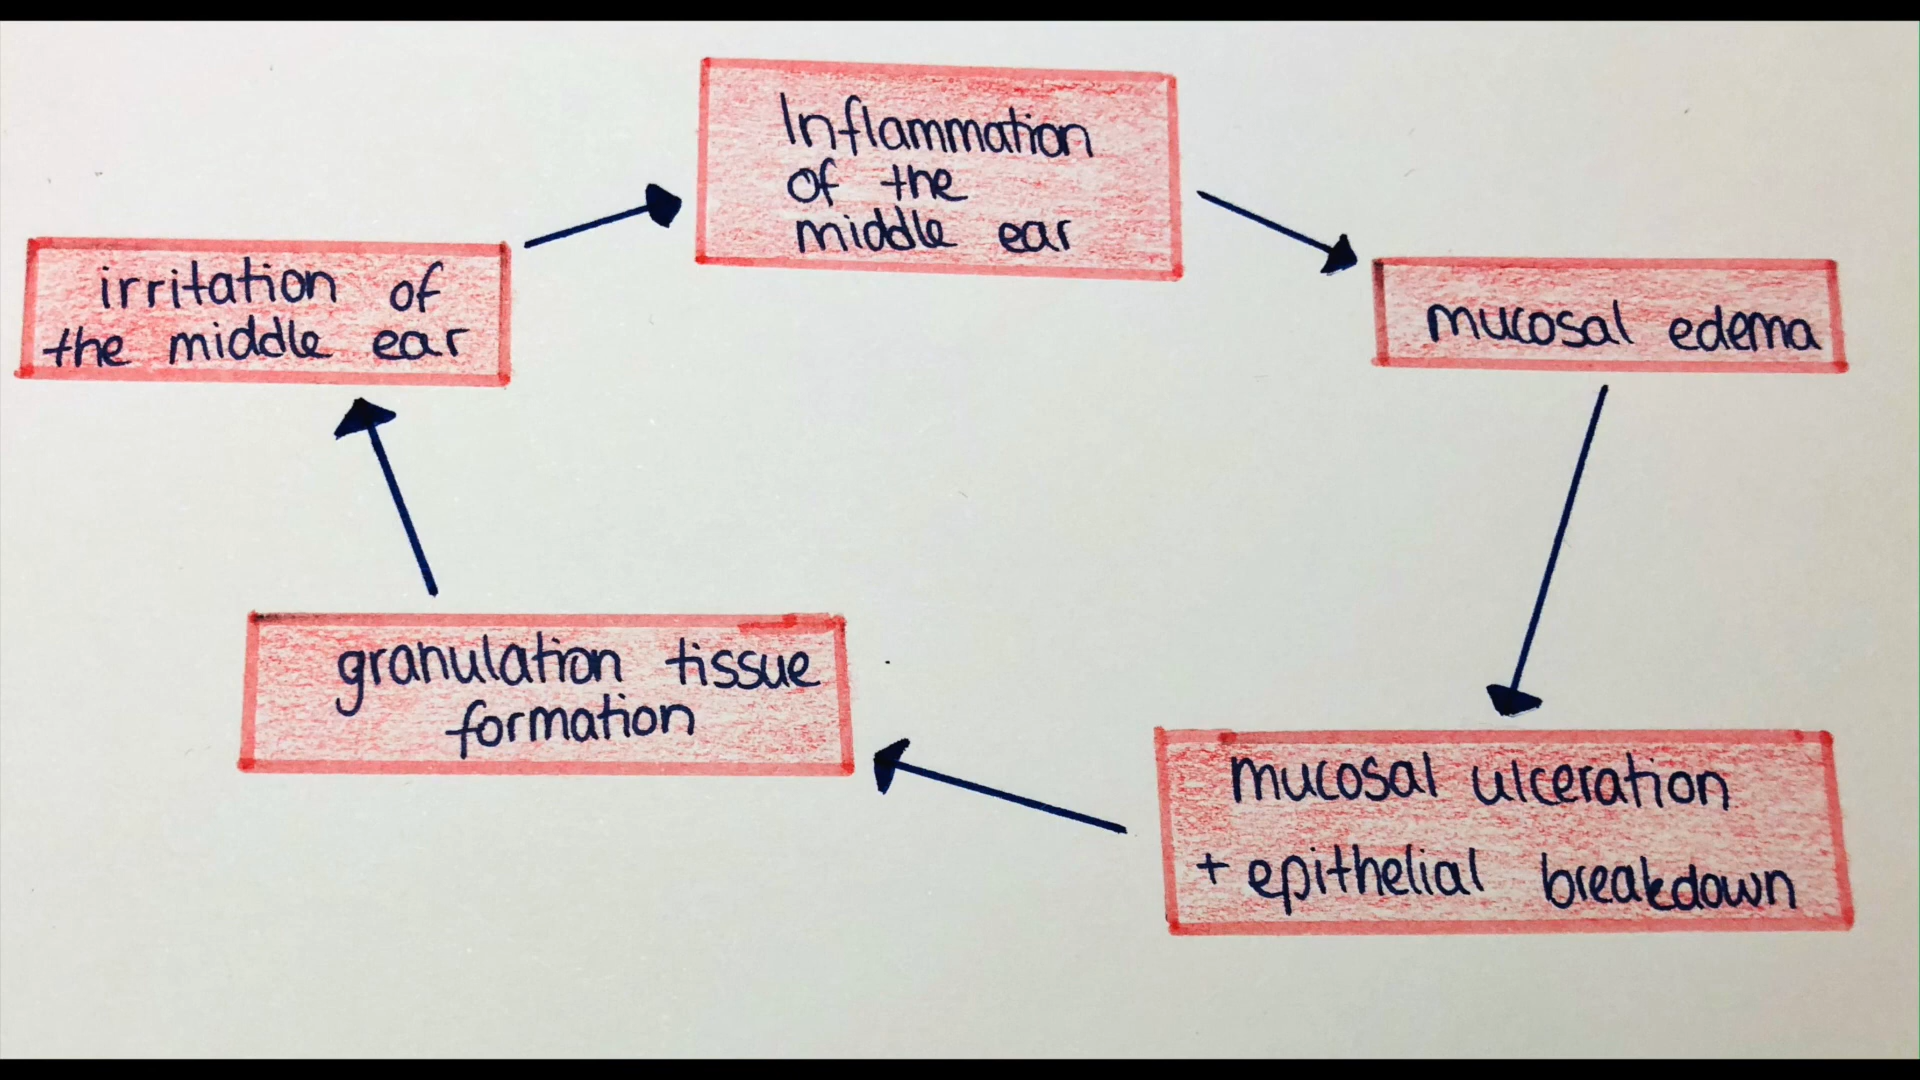 Inflammation
of the
middle ear
mucosal edema
mucosal ulceration
+ epithelial breakdown
granulation tissue
formation
irritation of
the middle ear